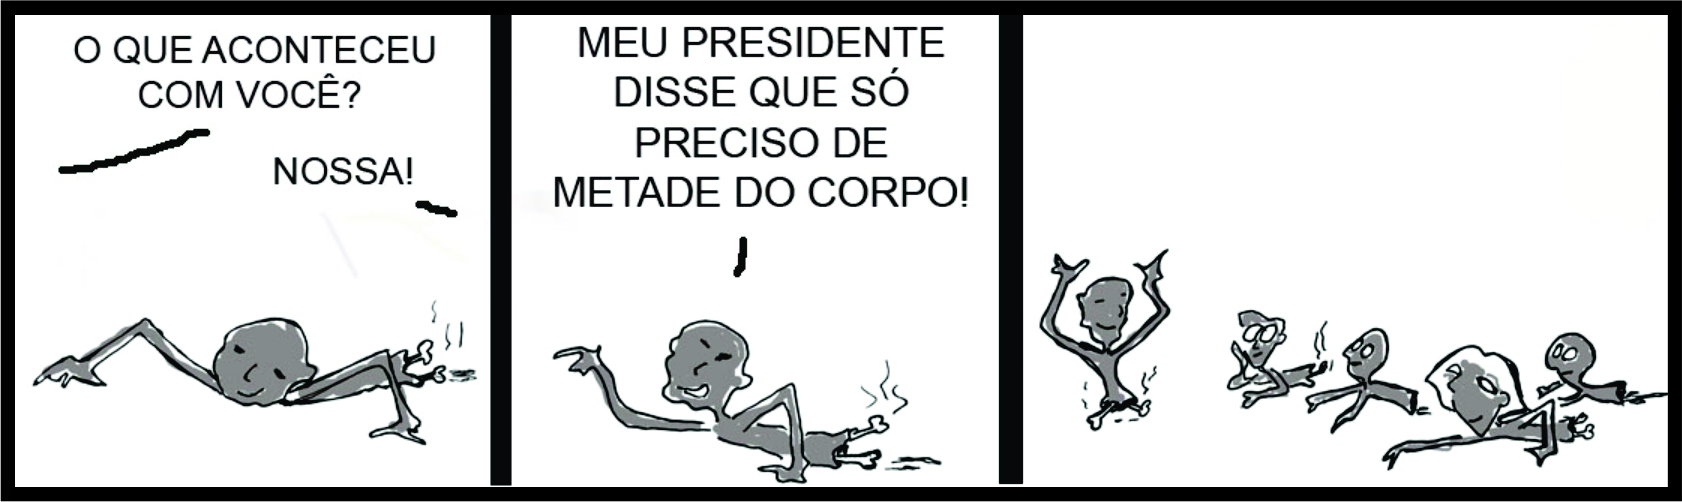 O QUE ACONTECEU
COM VOCÊ?
NOSSA!
MEU PRESIDENTE
DISSE QUE SÓ
PRECISO DE
METADE DO CORPO!